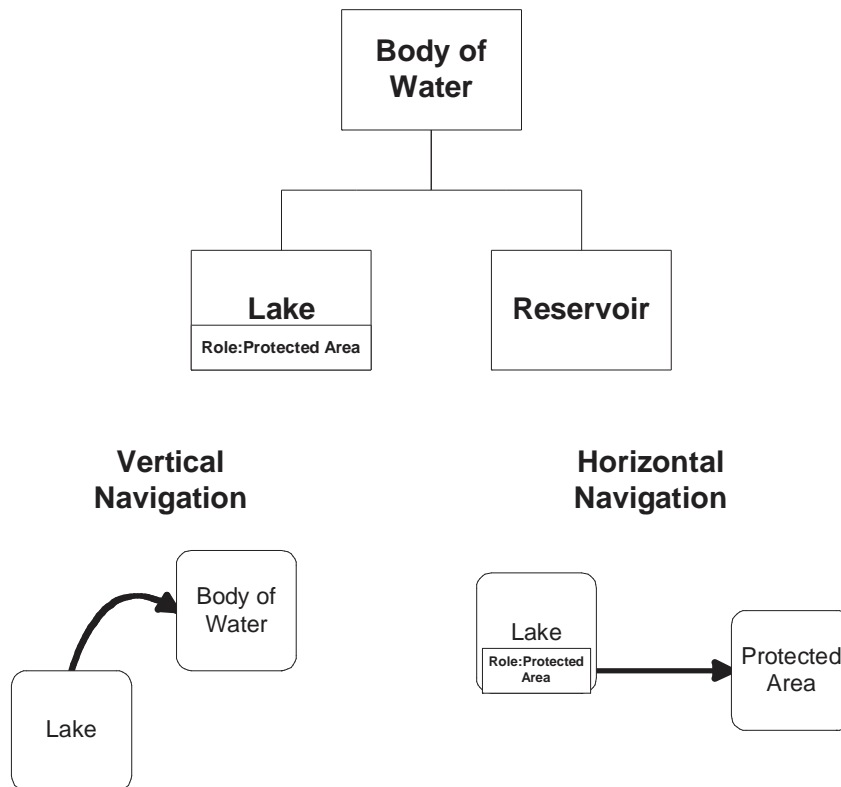 Body of
Water
Lake
Role:Protected Area
Reservoir
Vertical
Navigation
Horizontal
Navigation
Body of
Water
Lake
Lake
Role:Protected
Area
Protected
Area